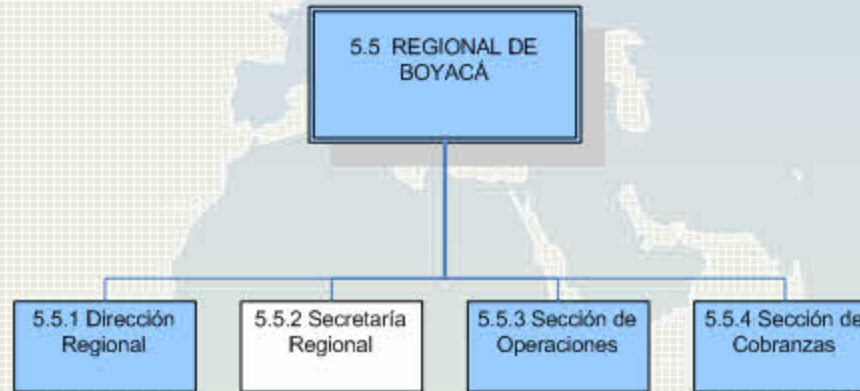 5.5 REGIONAL DE
BOYACÁ
5.5.1 Dirección
Regional
5.5.2 Secretaría
Regional
5.5.3 Sección de
Operaciones
5.5.4 Sección de
Cobranzas